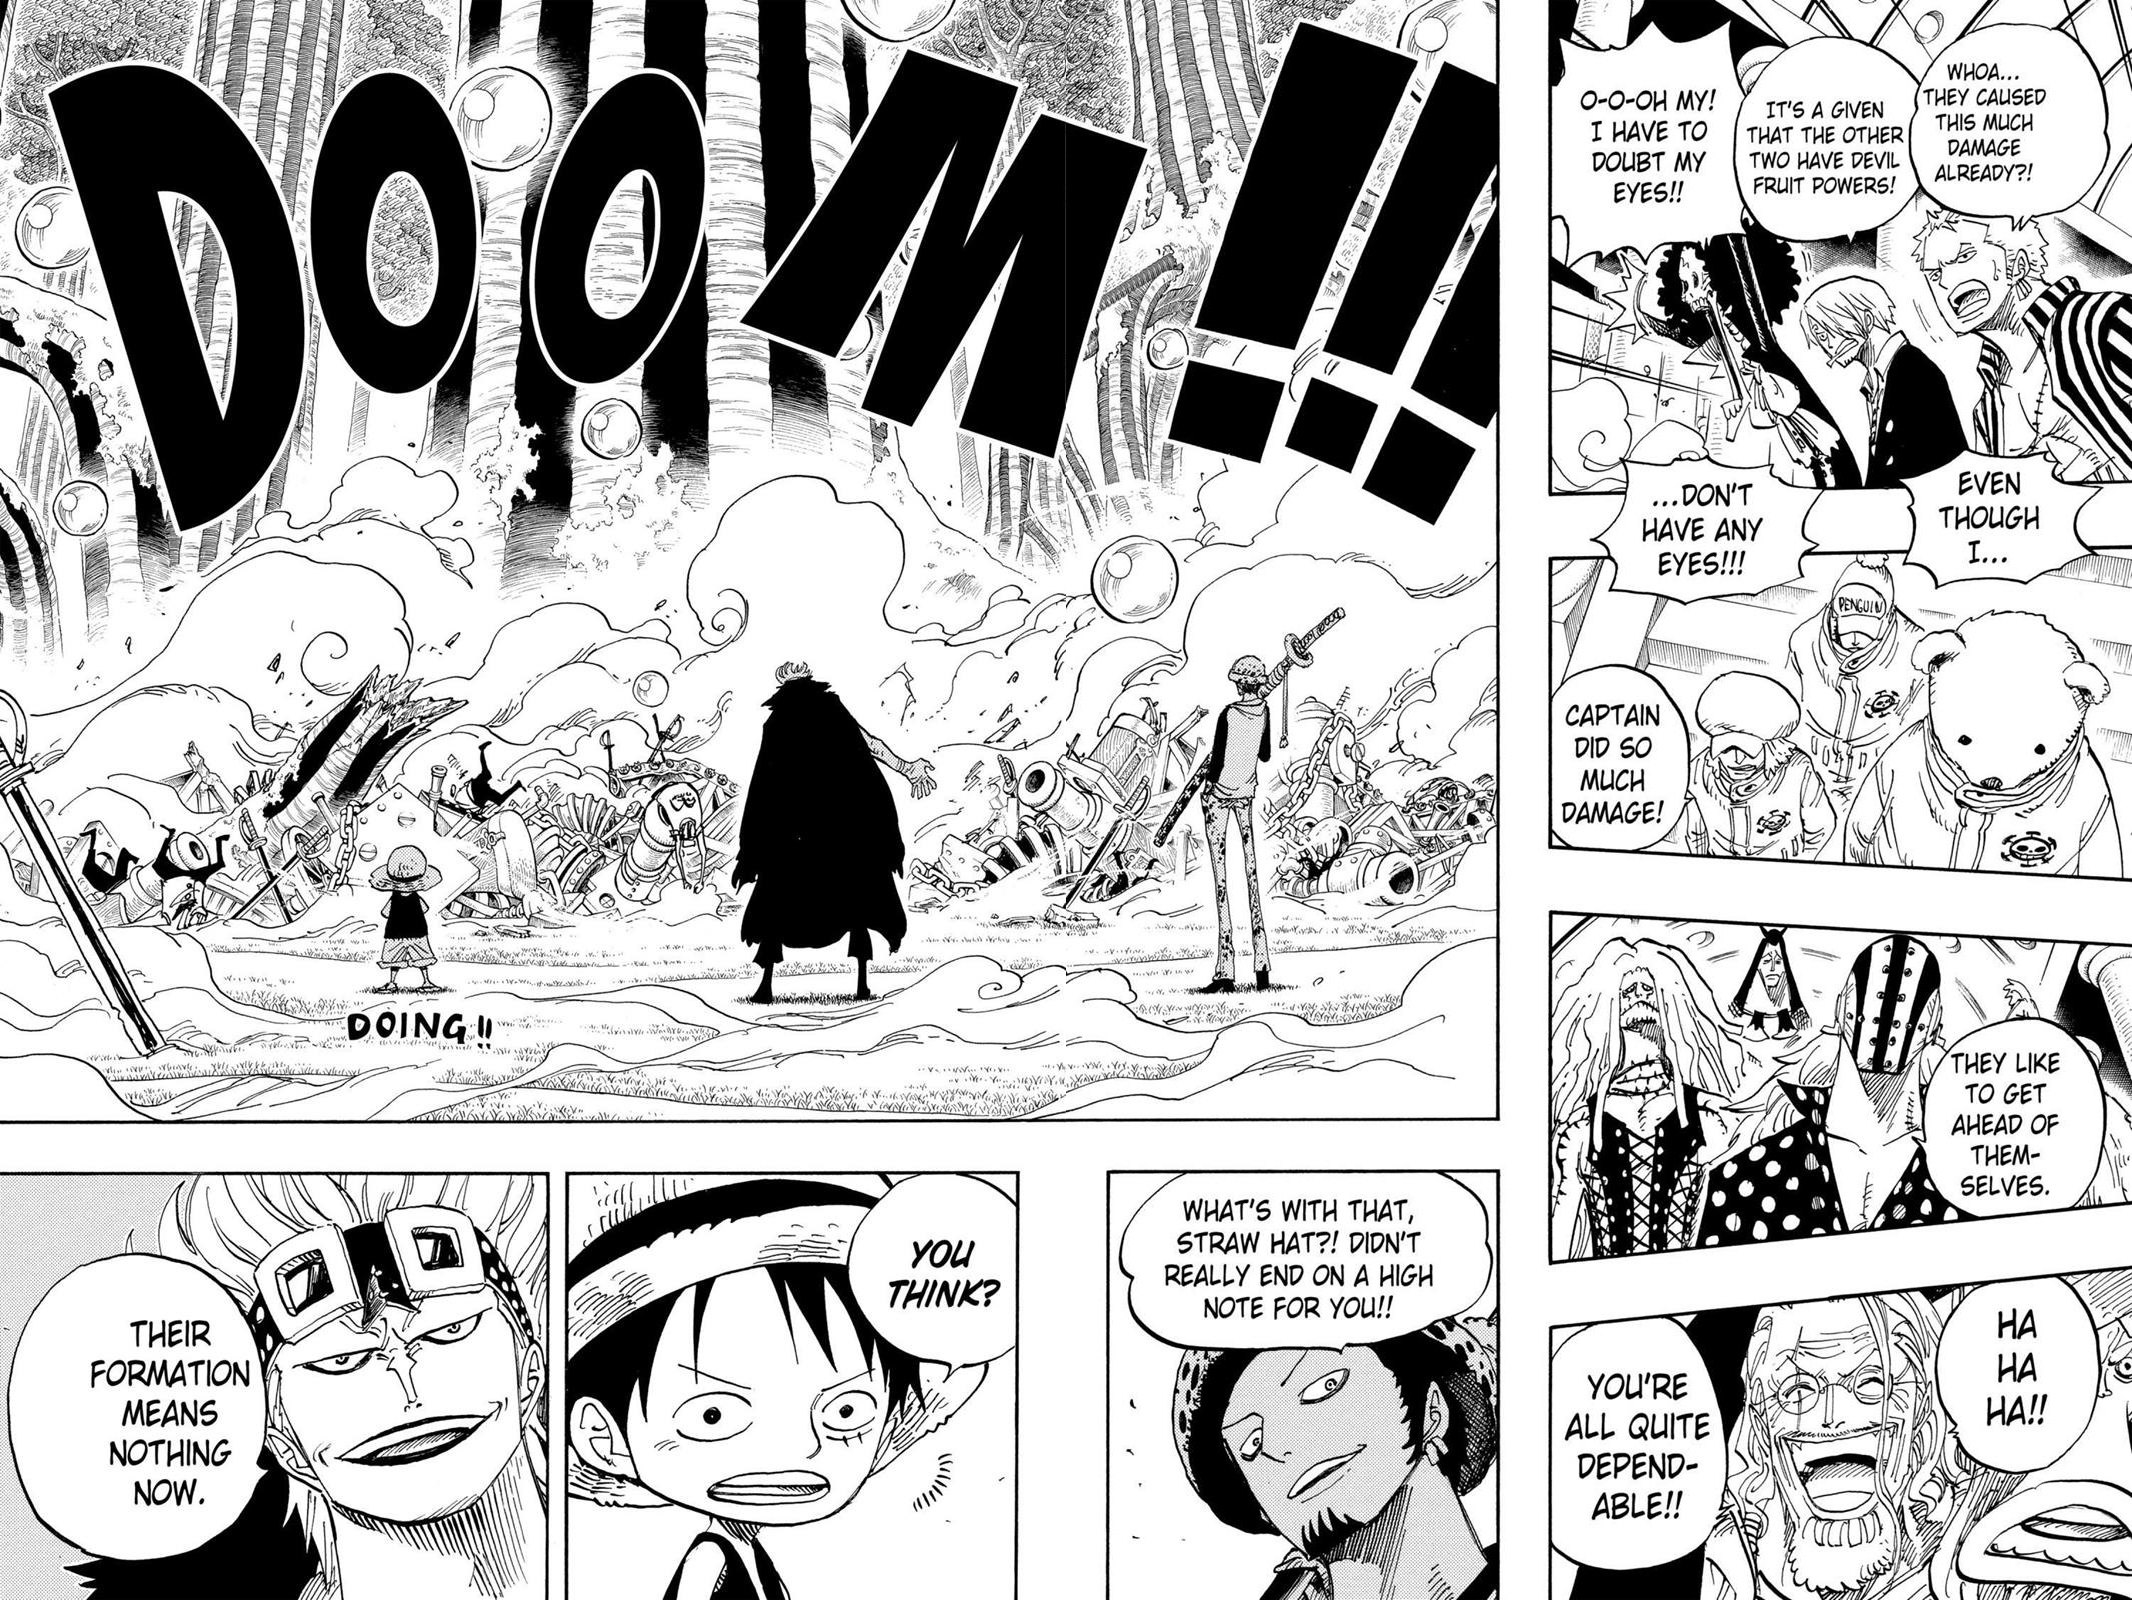 WHOA...
THEY CAUSED
THIS MUCH
DAMAGE
ALREADY?!
IT'S A GIVEN
THAT THE OTHER
TWO HAVE DEVIL
FRUIT POWERS!
O-O-OH MY!
I HAVE TO
DOUBT MY
EYES!!
EVEN
THOUGH
I...
...DON'T
HAVE ANY
EYES!!!
PENGUIN
CAPTAIN
DID SO
MUCH
DAMAGE!
THEY LIKE
TO GET
AHEAD OF
THEM-
SELVES.
HA
HA
HA!!
YOU'RE
ALL QUITE
DEPEND-
ABLE!!
DOOM!!!
DOING!!
WHAT'S WITH THAT,
STRAW HAT?! DIDN'T
REALLY END ON A HIGH
NOTE FOR YOU!!
YOU
THINK?
THEIR
FORMATION
MEANS
NOTHING
NOW.